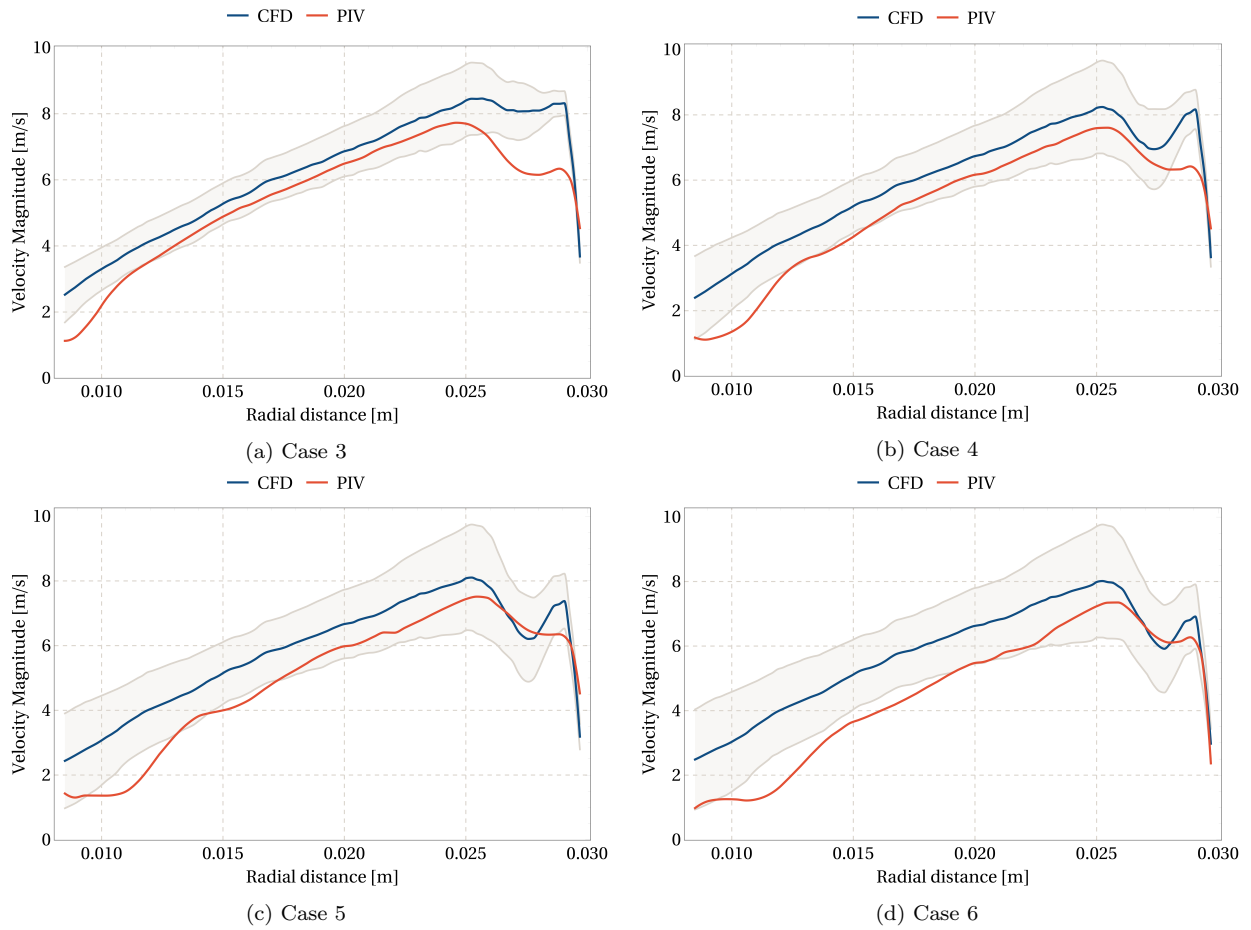 CFD PIV
CFD PIV
Velocity Magnitude [m/s]
10
8
6
4
2
0
0.010 0.015 0.020 0.025 0.030
Radial distance [m]
(a) Case 3
Velocity Magnitude [m/s]
10
8
6
4
2
0
0.010 0.015 0.020 0.025 0.030
Radial distance [m]
(b) Case 4
CFD PIV
CFD PIV
Velocity Magnitude [m/s]
10
8
6
4
2
0
0.010 0.015 0.020 0.025 0.030
Radial distance [m]
(c) Case 5
Velocity Magnitude [m/s]
10
8
6
4
2
0
0.010 0.015 0.020 0.025 0.030
Radial distance [m]
(d) Case 6